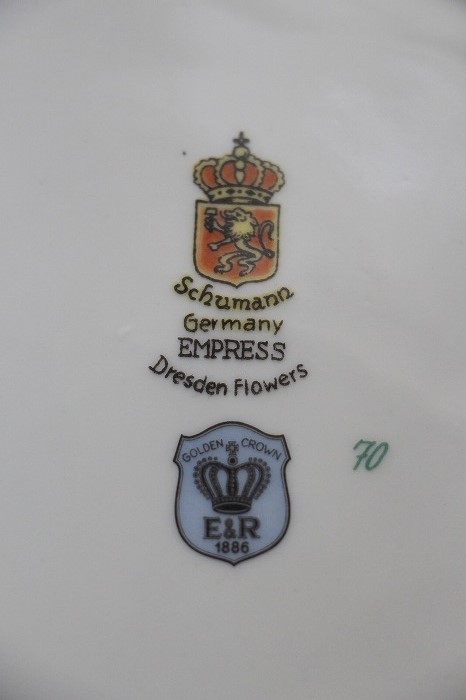 Schumann
Germany
EMPRESS
Dresden Flowers
GOLDEN CROWN
E&R
1886
70